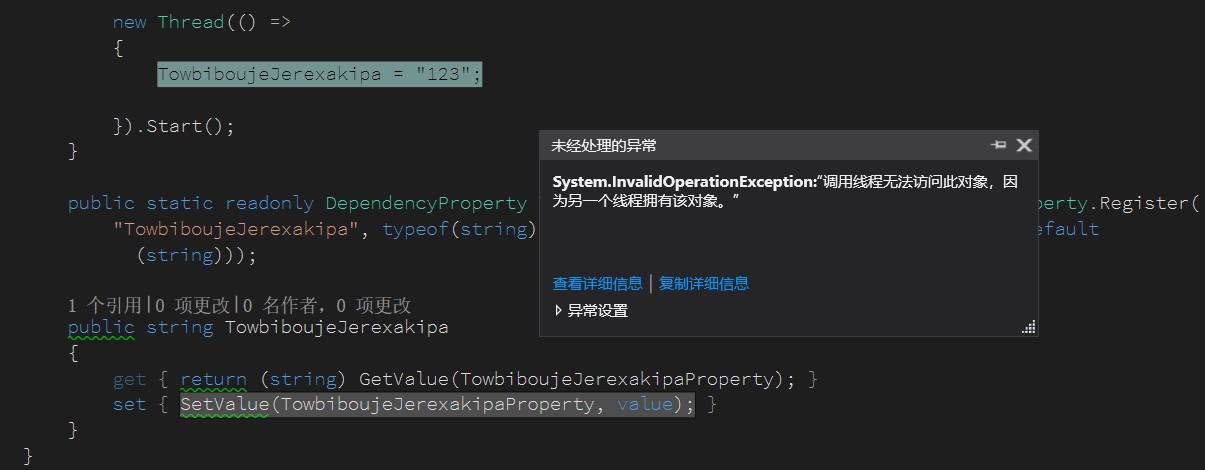 new Thread(() =>
{
TowbiboujeJerexakipa = "123";
}).Start();
}
public static readonly DependencyProperty
perty.Register(
"TowbiboujeJerexakipa", typeof(string)
efault
(string)));
未经处理的异常
System.InvalidOperationException:“调用线程无法访问此对象，因
为另一个线程拥有该对象。”
查看详细信息 | 复制详细信息
异常设置
1 个引用|0 项更改|0 名作者，0 项更改
public string TowbiboujeJerexakipa
{
get { return (string) GetValue(TowbiboujeJerexakipaProperty); }
set { SetValue(TowbiboujeJerexakipaProperty, value); }
}
}